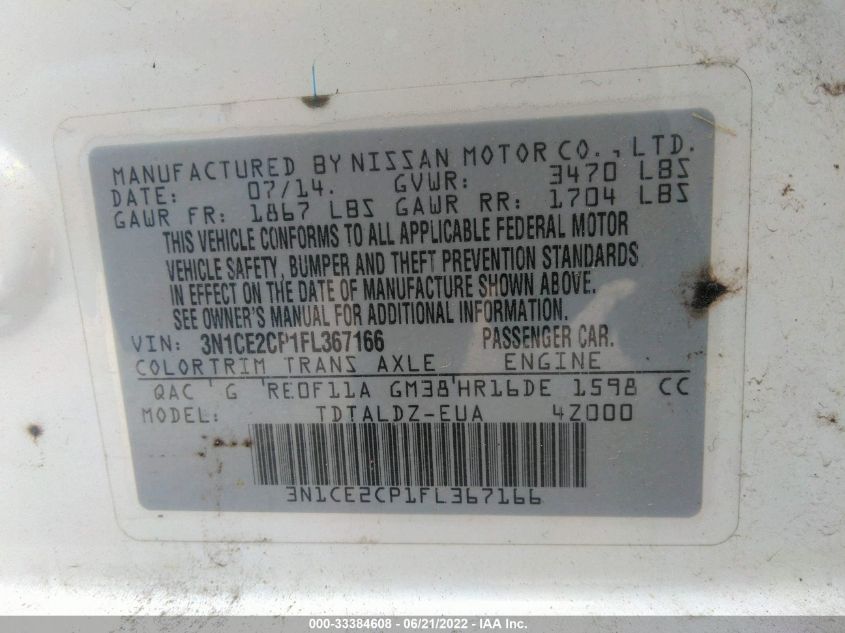 MANUFACTURED BY NISSAN MOTOR CO., LTD.
DATE: 07/14. GVWR: 3470 LBS
GAWR FR: 1867 LBS GAWR RR: 1704 LBS
THIS VEHICLE CONFORMS TO ALL APPLICABLE FEDERAL MOTOR
VEHICLE SAFETY, BUMPER AND THEFT PREVENTION STANDARDS
IN EFFECT ON THE DATE OF MANUFACTURE SHOWN ABOVE.
SEE OWNER'S MANUAL FOR ADDITIONAL INFORMATION.
VIN: 3N1CE2CP1FL367166 PASSENGER CAR.
COLOR TRIM TRANS AXLE ENGINE
QAC G RE0F11A GM38 HR16DE 1598 CC
MODEL: TDTALDZ-EUA 4Z000
3N1CE2CP1FL367166
000-33384608 - 06/21/2022 - IAA Inc.